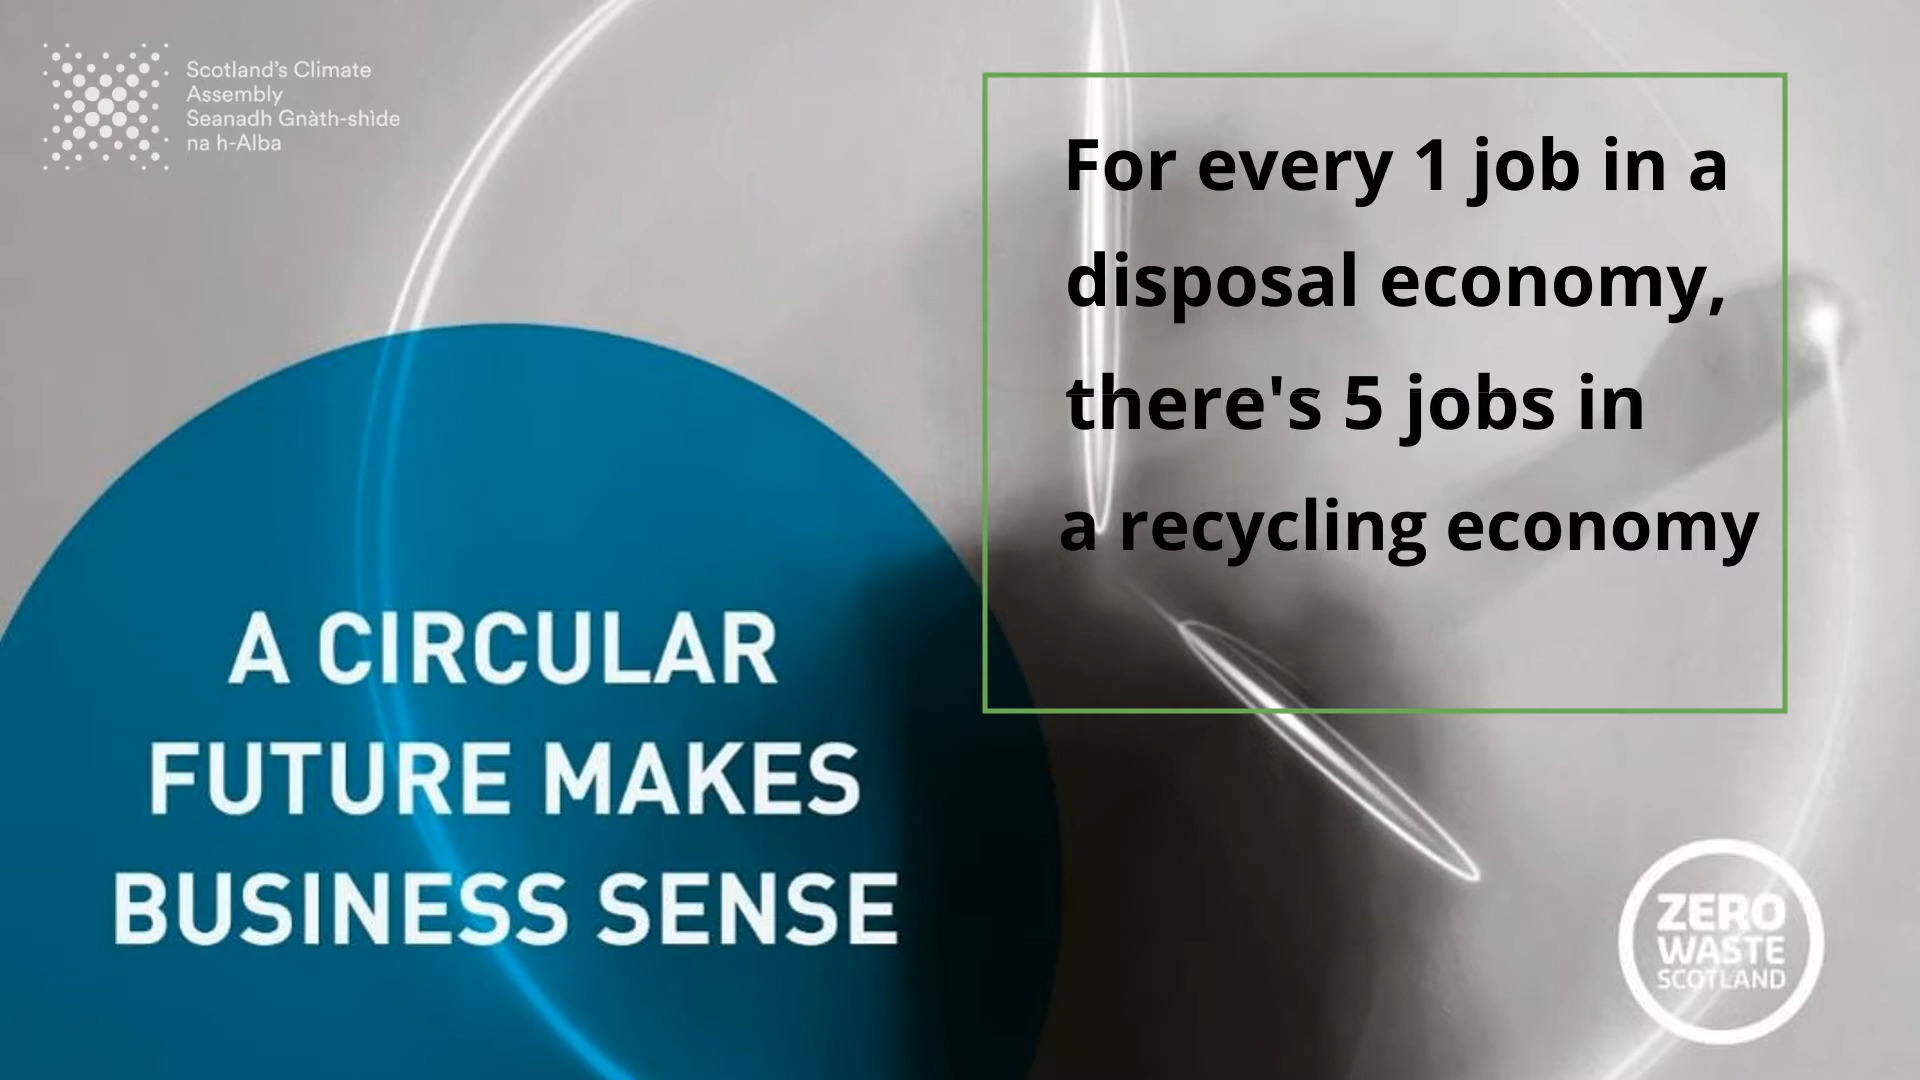 Scotland's Climate
Assembly
Seanadh Gnàth-shìde
na h-Alba
For every 1 job in a
disposal economy,
there's 5 jobs in
a recycling economy
A CIRCULAR
FUTURE MAKES
BUSINESS SENSE
ZERO
WASTE
SCOTLAND